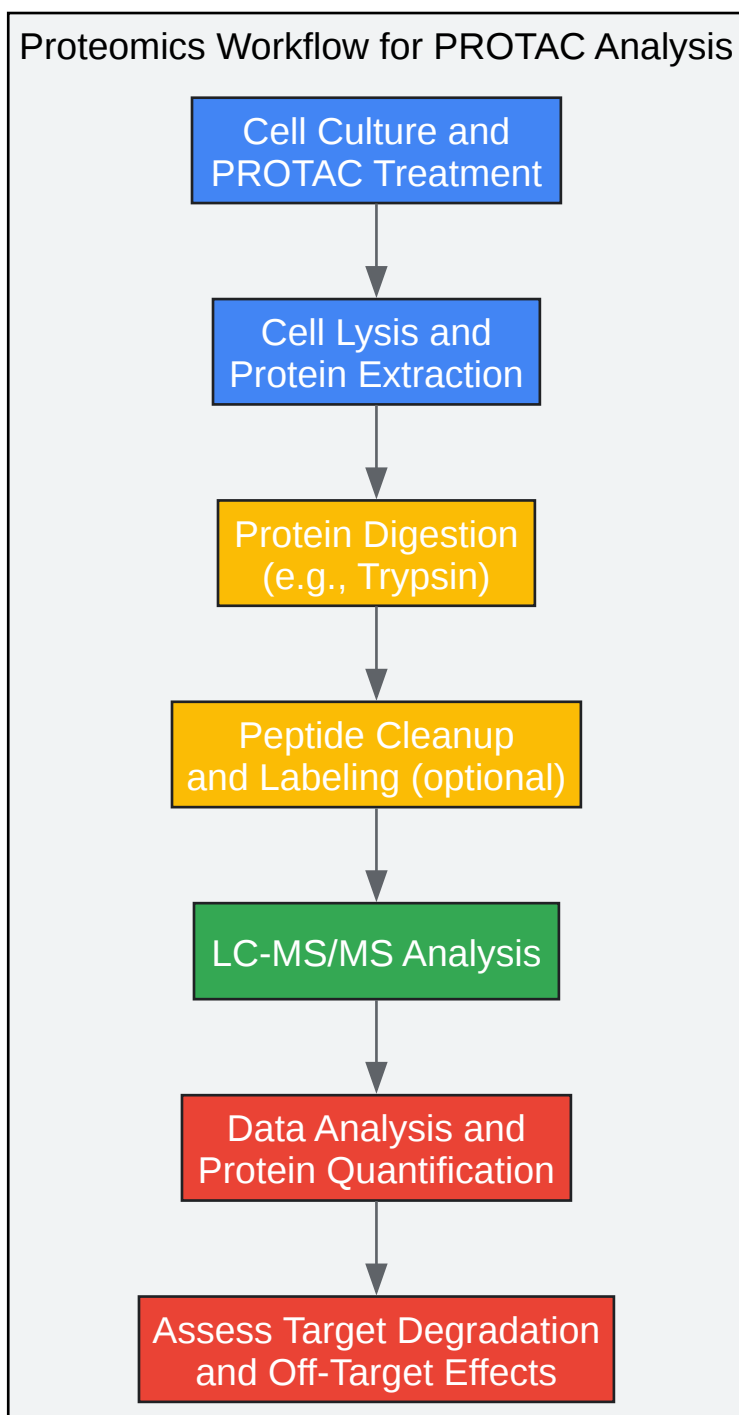 Proteomics Workflow for PROTAC Analysis
Cell Culture and
PROTAC Treatment
Cell Lysis and
Protein Extraction
Protein Digestion
(e.g., Trypsin)
Peptide Cleanup
and Labeling (optional)
LC-MS/MS Analysis
Data Analysis and
Protein Quantification
Assess Target Degradation
and Off-Target Effects